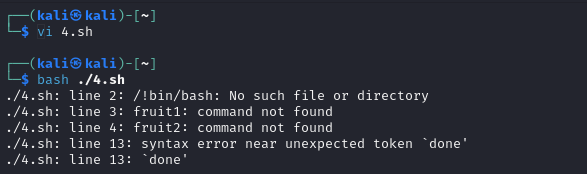 ┌──(kali㉿kali)-[~]
└─$ vi 4.sh
┌──(kali㉿kali)-[~]
└─$ bash ./4.sh
./4.sh: line 2: /!bin/bash: No such file or directory
./4.sh: line 3: fruit1: command not found
./4.sh: line 4: fruit2: command not found
./4.sh: line 13: syntax error near unexpected token `done'
./4.sh: line 13: `done'